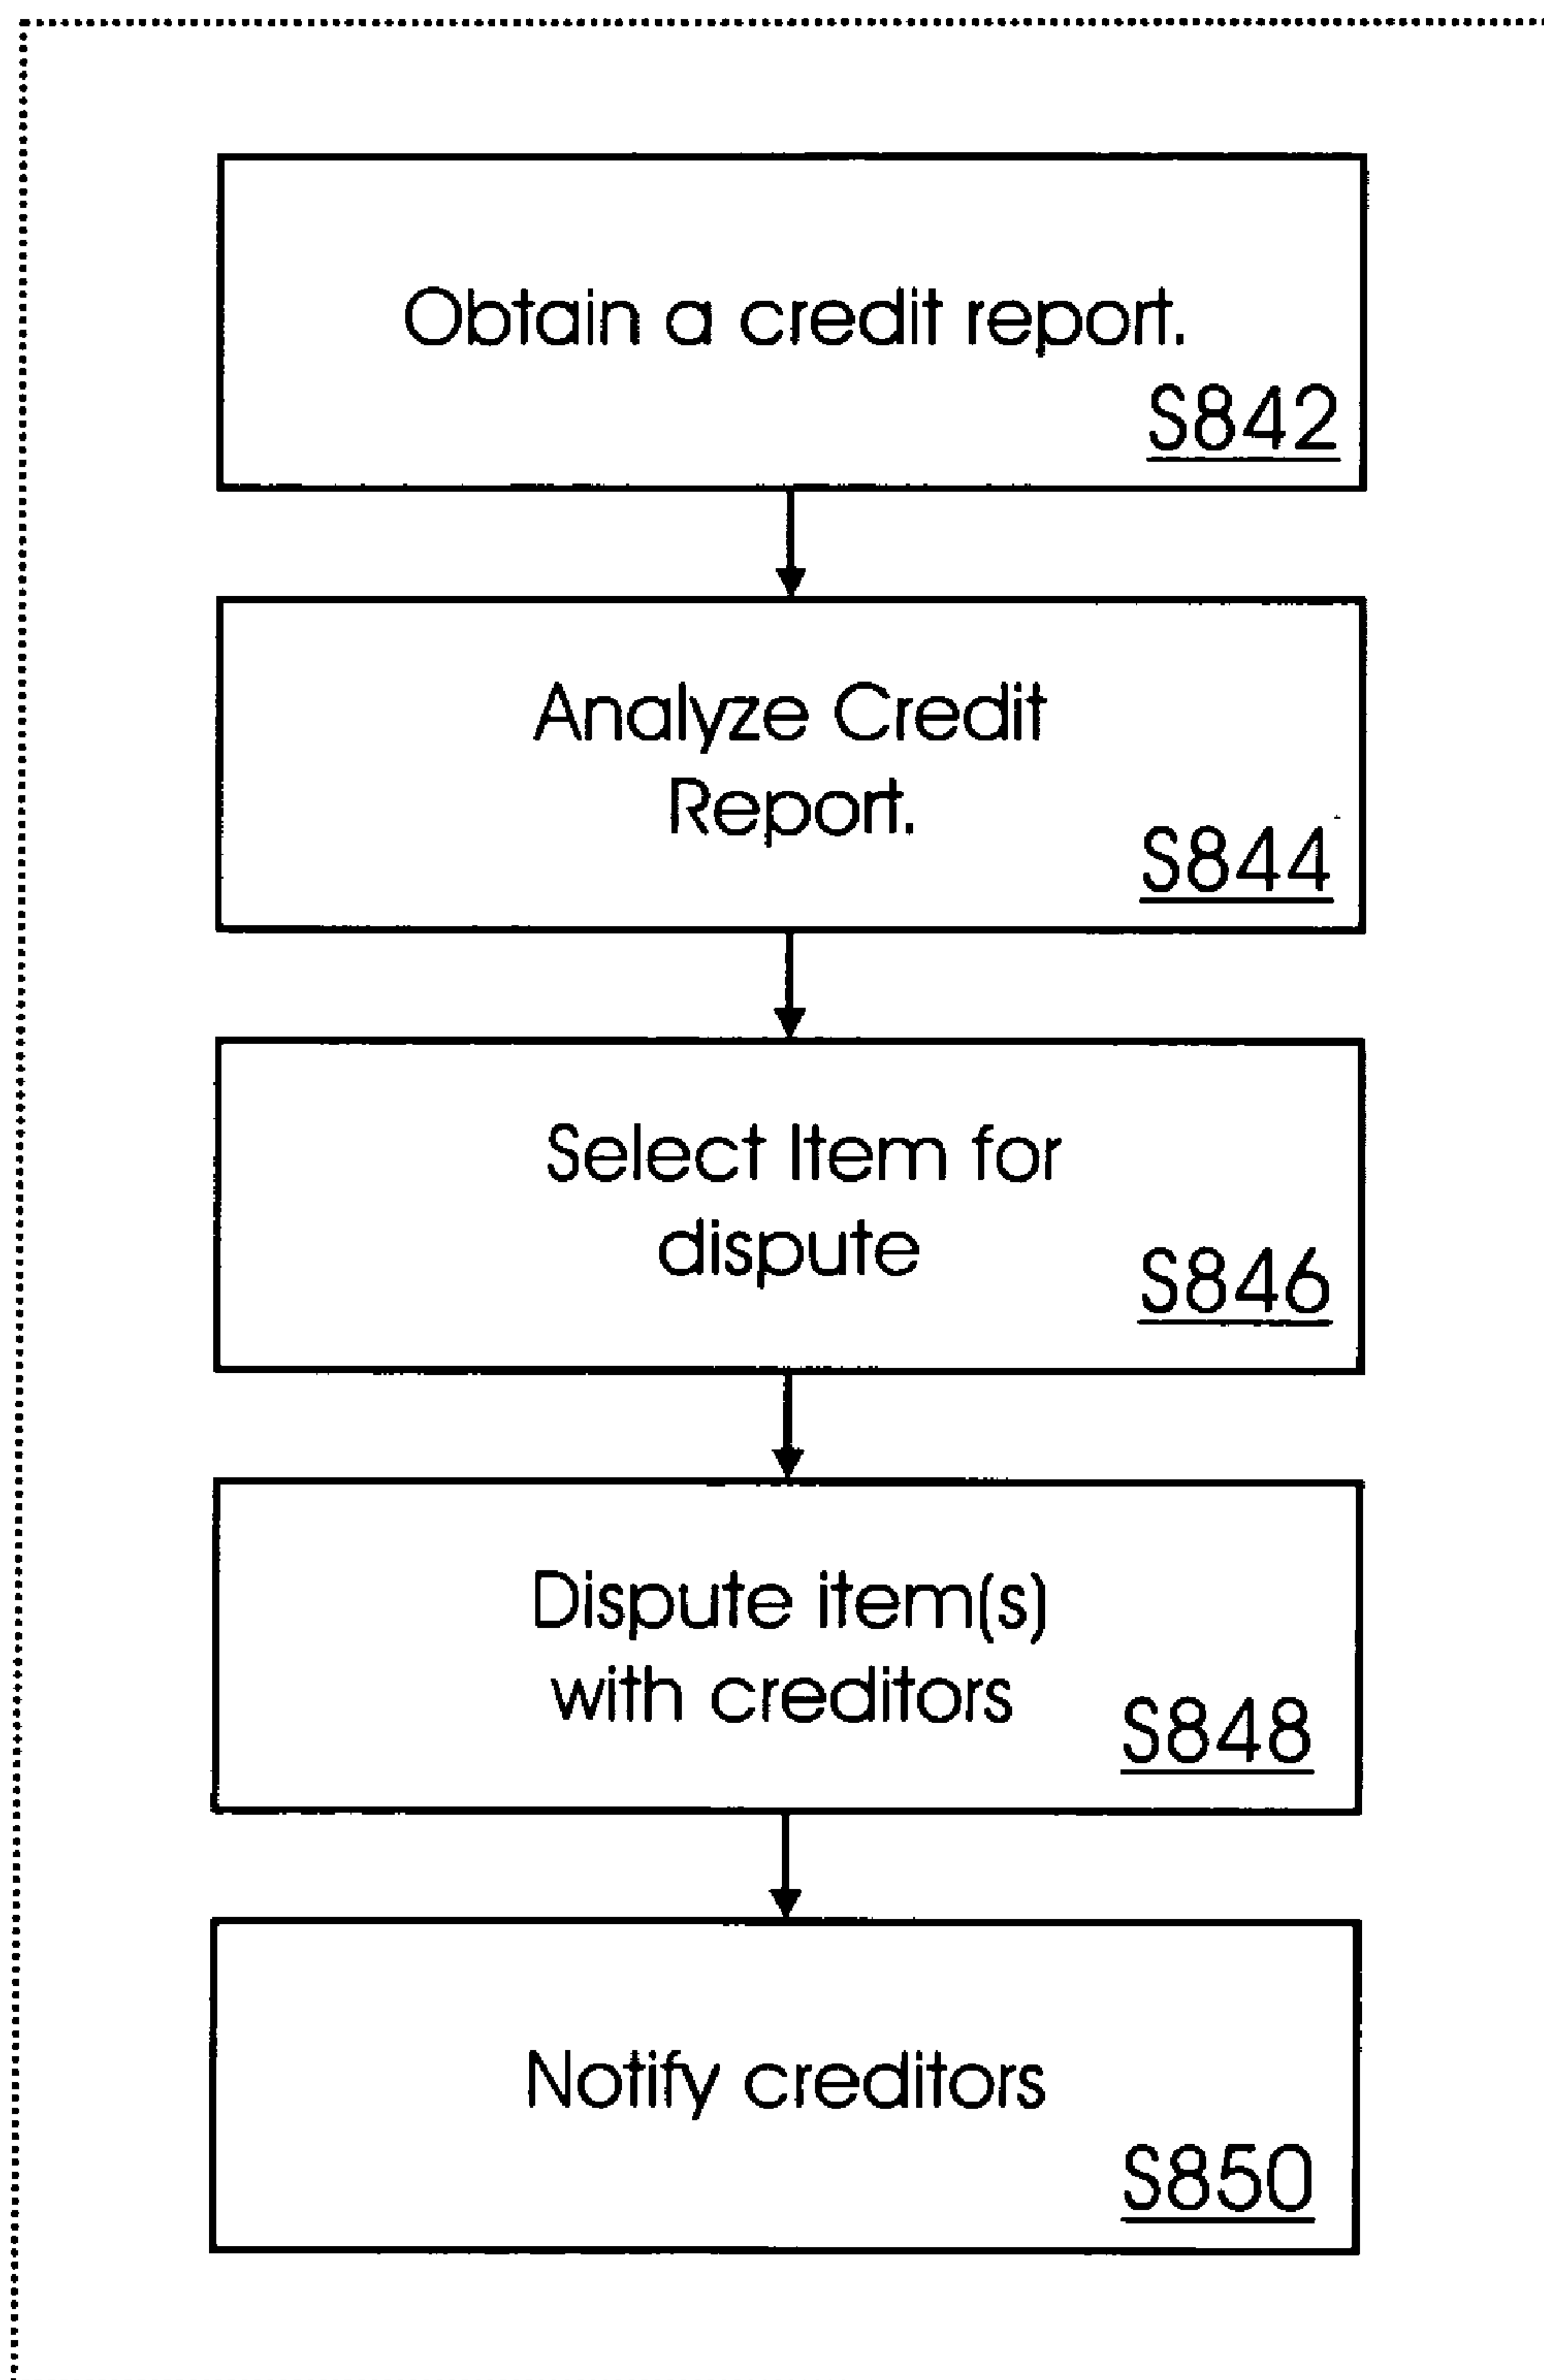 Obtain a credit report.
S842
Analyze Credit
Report.
S844
Select Item for
dispute
S846
Dispute item(s)
with creditors
S848
Notify creditors
S850